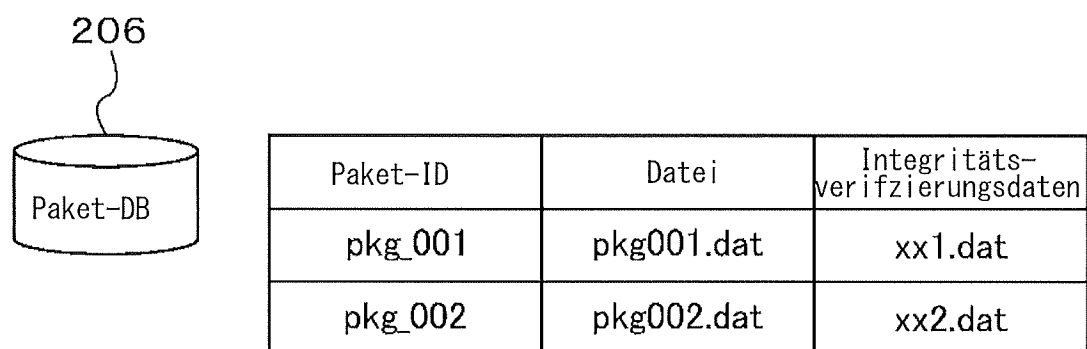 206
Paket-DB
Paket-ID Datei Integritäts-
verifzierungsdaten
pkg_001 pkg001.dat xx1.dat
pkg_002 pkg002.dat xx2.dat